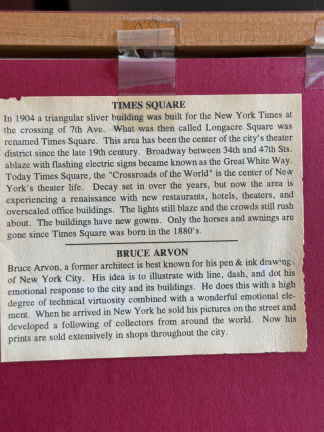 TIMES SQUARE
In 1904 a triangular sliver building was built for the New York Times at
the crossing of 7th Ave. What was then called Longacre Square was
renamed Times Square. This area has been the center of the city's theater
district since the late 19th century. Broadway between 34th and 47th Sts.
ablaze with flashing electric signs became known as the Great White Way.
Today Times Square, the "Crossroads of the World" is the center of New
York's theater life. Decay set in over the years, but now the area is
experiencing a renaissance with new restaurants, hotels, theaters, and
overscaled office buildings. The lights still blaze and the crowds still rush
about. The buildings have new gowns. Only the horses and awnings are
gone since Times Square was born in the 1880's.
BRUCE ARVON
Bruce Arvon, a former architect is best known for his pen & ink drawing
of New York City. His idea is to illustrate with line, dash, and dot his
emotional response to the city and its buildings. He does this with a high
degree of technical virtuosity combined with a wonderful emotional ele-
ment. When he arrived in New York he sold his pictures on the street and
developed a following of collectors from around the world. Now his
prints are sold extensively in shops throughout the city.